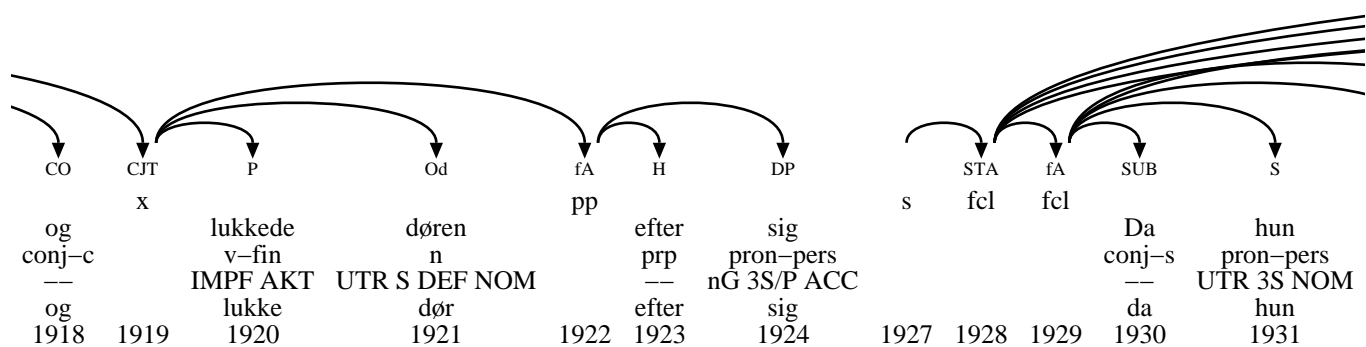 CO CJT P Od fA H DP STA fA SUB S
x pp s fcl fcl
og lukkede døren efter sig Da hun
conj−c v−fin n prp pron−pers conj−s pron−pers
−− IMPF AKT UTR S DEF NOM −− nG 3S/P ACC −− UTR 3S NOM
og lukke dør efter sig da hun
1918 1919 1920 1921 1922 1923 1924 1927 1928 1929 1930 1931